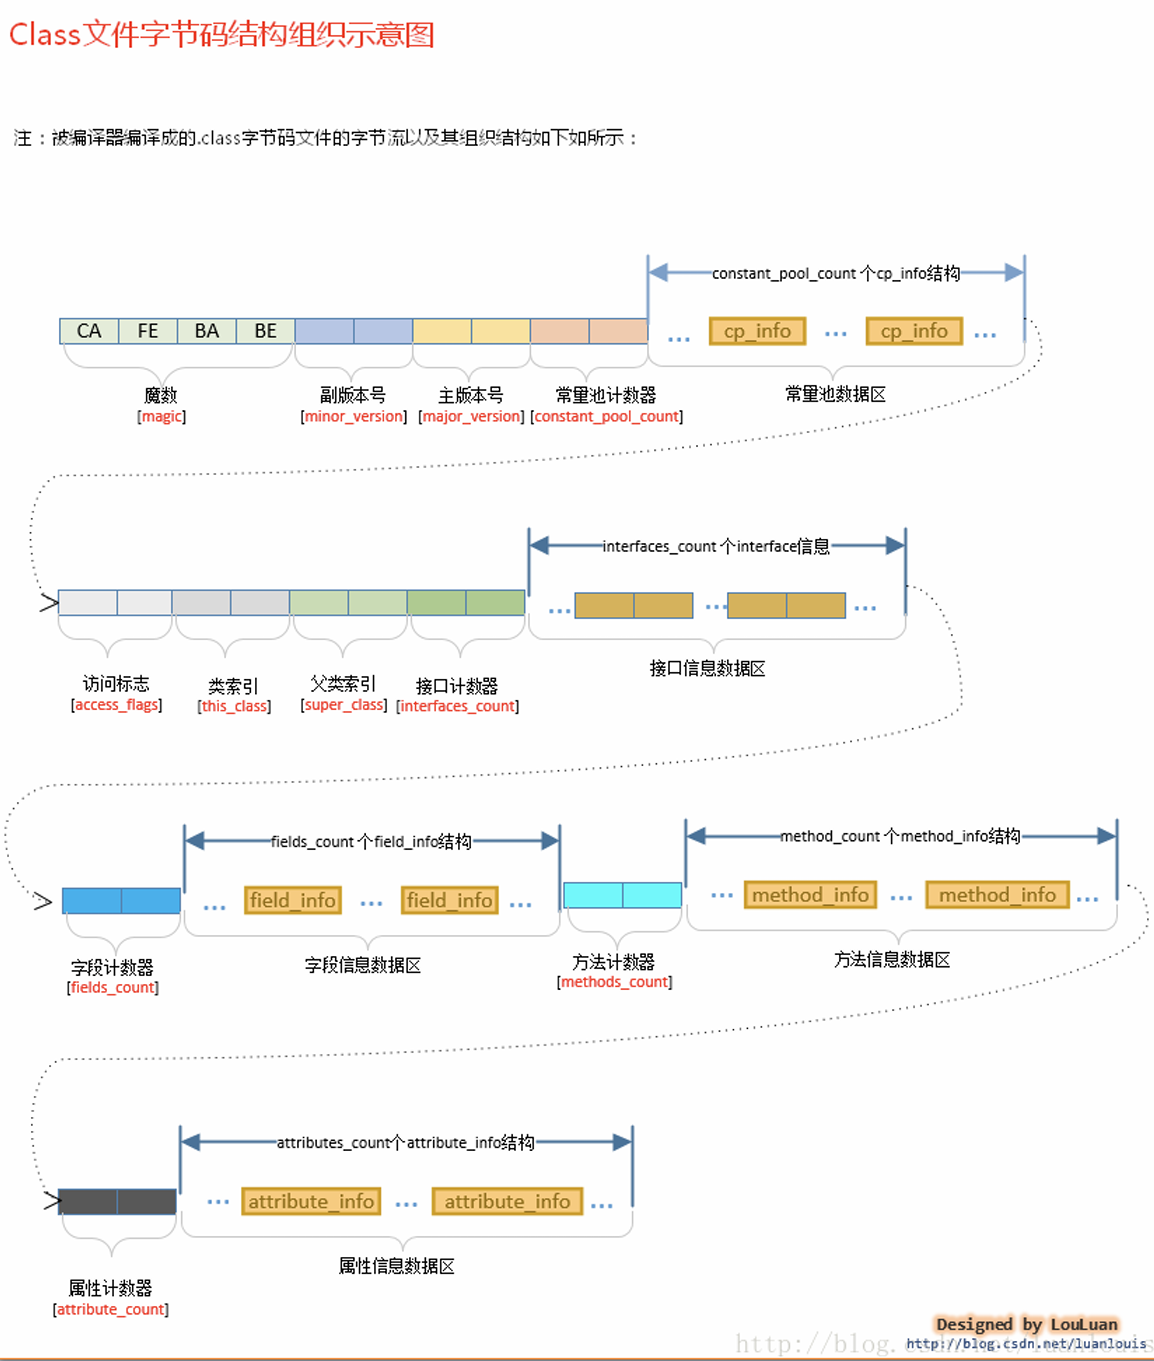 Class文件字节码结构组织示意图
注：被编译器编译成的.class字节码文件的字节流以及其组织结构如下如所示：
constant_pool_count 个cp_info结构
CA FE BA BE ... cp_info ... cp_info ...
魔数 副版本号 主版本号 常量池计数器 常量池数据区
[magic] [minor_version] [major_version] [constant_pool_count]
interfaces_count 个interface信息
... ... ...
接口信息数据区
访问标志 类索引 父类索引 接口计数器
[access_flags] [this_class] [super_class] [interfaces_count]
fields_count 个field_info结构 method_count 个method_info结构
... field_info ... field_info ... ... method_info ... method_info ...
字段计数器 字段信息数据区 方法计数器 方法信息数据区
[fields_count] [methods_count]
attributes_count个attribute_info结构
... attribute_info ... attribute_info ...
属性信息数据区
属性计数器
[attribute_count]
Designed by LouLuan
http://blog.csdn.net/luanlouis
http://blog.csdn.net/luanlouis